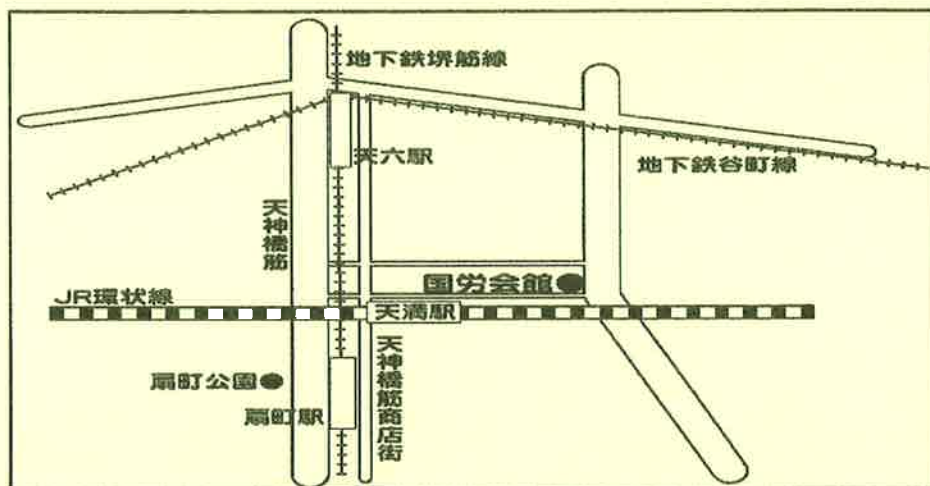 地下鉄堺筋線
天六駅
地下鉄谷町線
天神橋筋
国労会館
JR環状線
天満駅
扇町公園
扇町駅
天神橋筋商店街